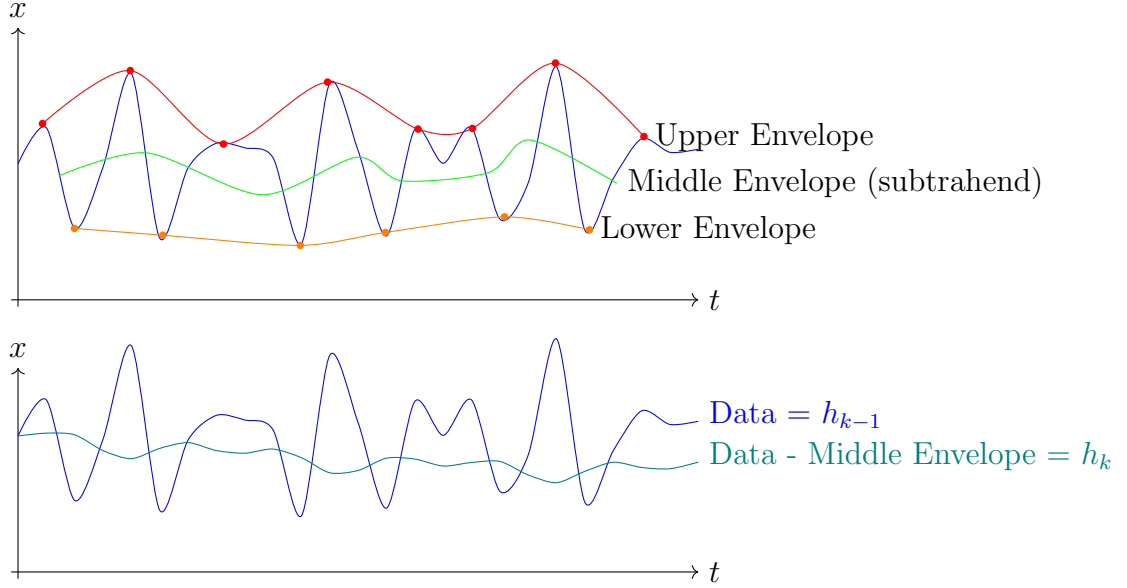 x
Upper Envelope
Middle Envelope (subtrahend)
Lower Envelope
t
x
Data = h_{k−1}
Data - Middle Envelope = h_k
t